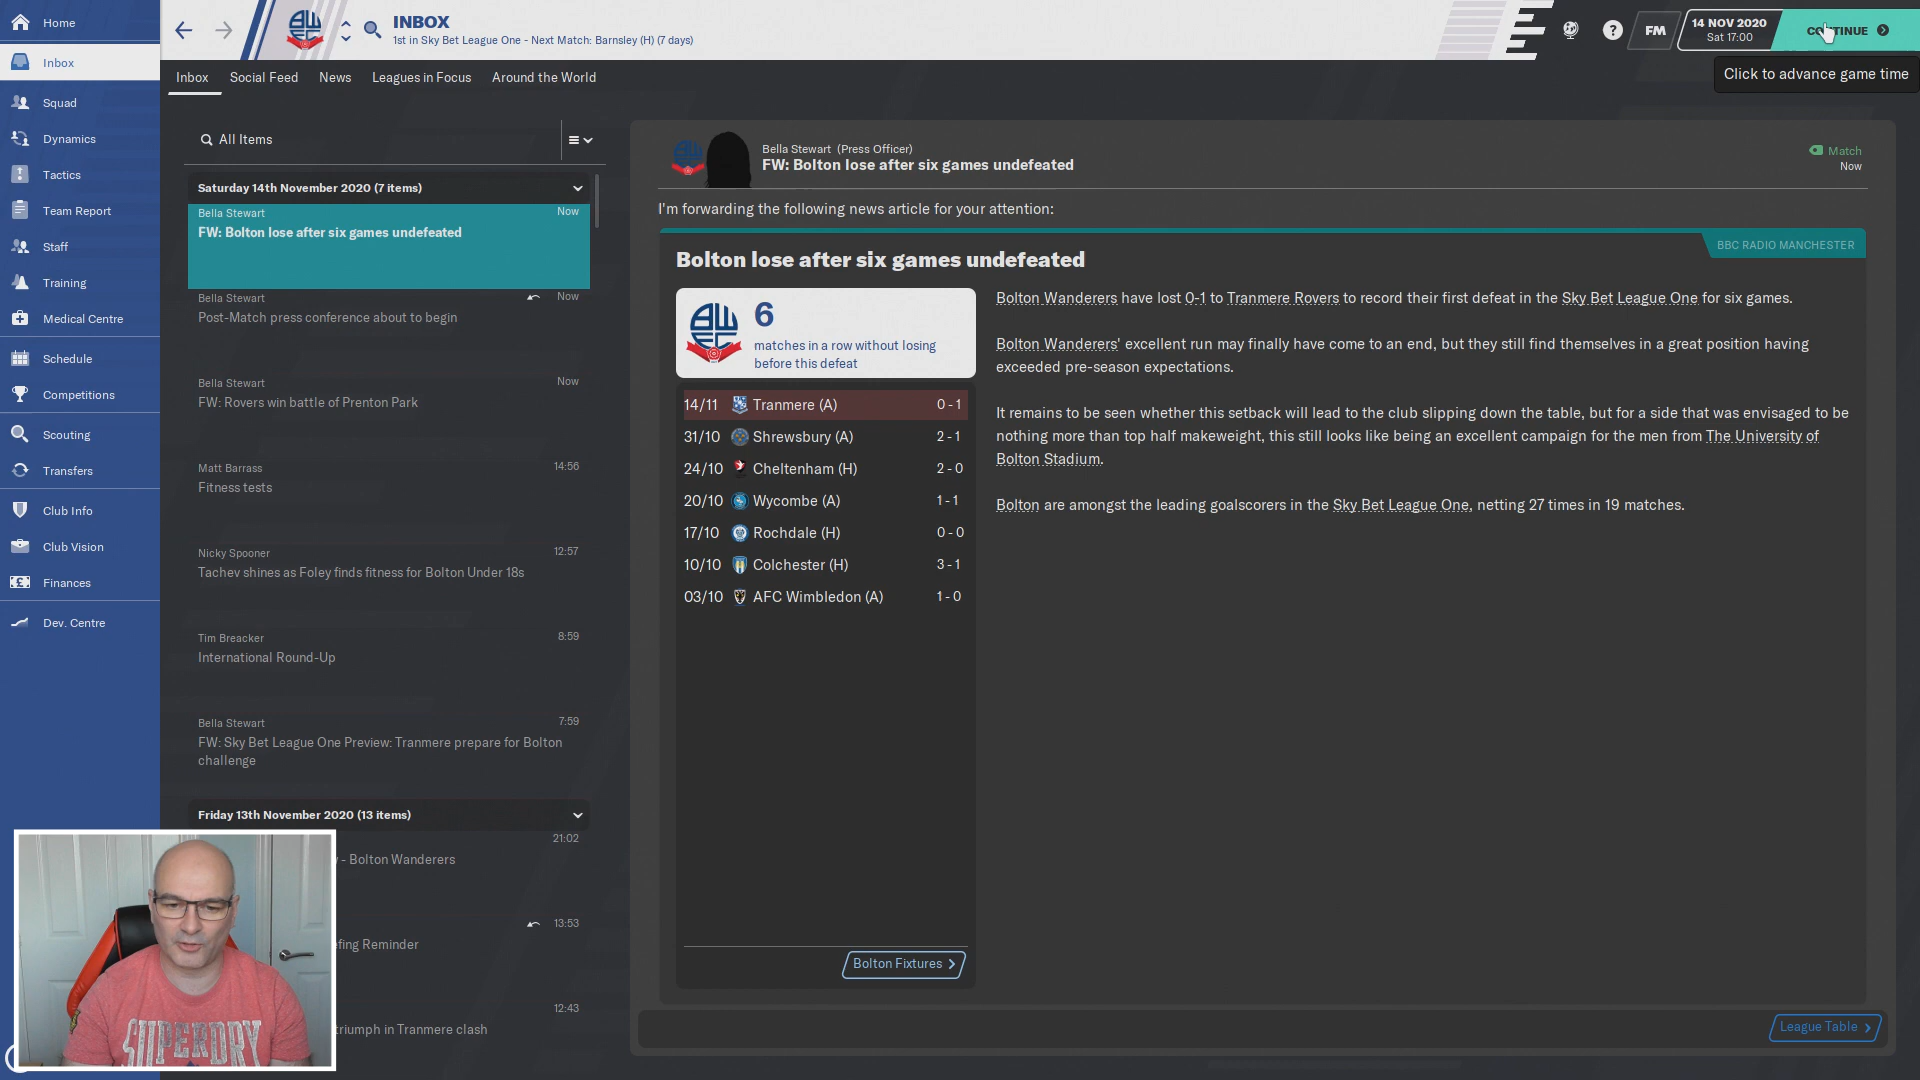 Home
Inbox
Squad
Dynamics
Tactics
Team Report
Staff
Training
Medical Centre
Schedule
Competitions
Scouting
Transfers
Club Info
Club Vision
Finances
Dev. Centre
INBOX
1st in Sky Bet League One - Next Match: Barnsley (H) (7 days)
FM
14 NOV 2020
Sat 17:00
CONTINUE
Click to advance game time
Inbox
Social Feed
News
Leagues in Focus
Around the World
All Items
Saturday 14th November 2020 (7 items)
Bella Stewart
Now
FW: Bolton lose after six games undefeated
Bella Stewart
Now
Post-Match press conference about to begin
Bella Stewart
Now
FW: Rovers win battle of Prenton Park
Matt Barrass
14:56
Fitness tests
Nicky Spooner
12:57
Tachev shines as Foley finds fitness for Bolton Under 18s
Tim Breacker
8:59
International Round-Up
Bella Stewart
7:59
FW: Sky Bet League One Preview: Tranmere prepare for Bolton
challenge
Friday 13th November 2020 (13 items)
21:02
- Bolton Wanderers
13:53
Reminder
12:43
triumph in Tranmere clash
Bella Stewart (Press Officer)
FW: Bolton lose after six games undefeated
Match
Now
I'm forwarding the following news article for your attention:
BBC RADIO MANCHESTER
Bolton lose after six games undefeated
6
matches in a row without losing
before this defeat
14/11 Tranmere (A) 0 - 1
31/10 Shrewsbury (A) 2 - 1
24/10 Cheltenham (H) 2 - 0
20/10 Wycombe (A) 1 - 1
17/10 Rochdale (H) 0 - 0
10/10 Colchester (H) 3 - 1
03/10 AFC Wimbledon (A) 1 - 0
Bolton Fixtures
Bolton Wanderers have lost 0-1 to Tranmere Rovers to record their first defeat in the Sky Bet League One for six games.
Bolton Wanderers' excellent run may finally have come to an end, but they still find themselves in a great position having
exceeded pre-season expectations.
It remains to be seen whether this setback will lead to the club slipping down the table, but for a side that was envisaged to be
nothing more than top half makeweight, this still looks like being an excellent campaign for the men from The University of
Bolton Stadium.
Bolton are amongst the leading goalscorers in the Sky Bet League One, netting 27 times in 19 matches.
League Table
SUPERDRY